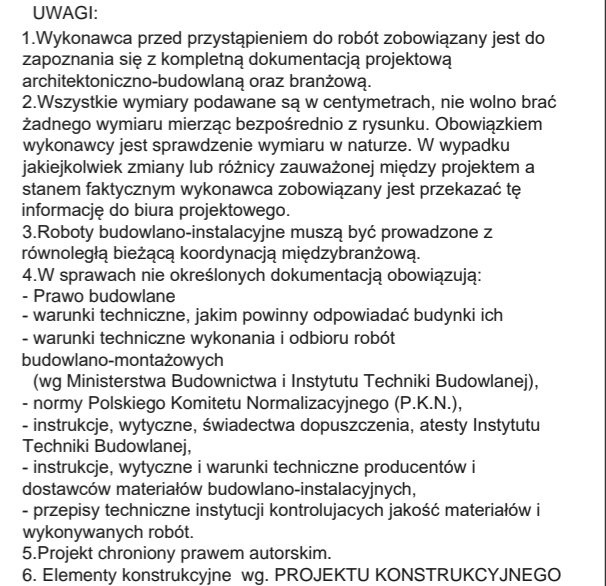 UWAGI:
1.Wykonawca przed przystąpieniem do robót zobowiązany jest do
zapoznania się z kompletną dokumentacją projektową
architektoniczno-budowlaną oraz branżową.
2.Wszystkie wymiary podawane są w centymetrach, nie wolno brać
żadnego wymiaru mierząc bezpośrednio z rysunku. Obowiązkiem
wykonawcy jest sprawdzenie wymiaru w naturze. W wypadku
jakiejkolwiek zmiany lub różnicy zauważonej między projektem a
stanem faktycznym wykonawca zobowiązany jest przekazać tę
informację do biura projektowego.
3.Roboty budowlano-instalacyjne muszą być prowadzone z
równoległą bieżącą koordynacją międzybranżową.
4.W sprawach nie określonych dokumentacją obowiązują:
- Prawo budowlane
- warunki techniczne, jakim powinny odpowiadać budynki ich
- warunki techniczne wykonania i odbioru robót
budowlano-montażowych
(wg Ministerstwa Budownictwa i Instytutu Techniki Budowlanej),
- normy Polskiego Komitetu Normalizacyjnego (P.K.N.),
- instrukcje, wytyczne, świadectwa dopuszczenia, atesty Instytutu
Techniki Budowlanej,
- instrukcje, wytyczne i warunki techniczne producentów i
dostawców materiałów budowlano-instalacyjnych,
- przepisy techniczne instytucji kontrolujacych jakość materiałów i
wykonywanych robót.
5.Projekt chroniony prawem autorskim.
6. Elementy konstrukcyjne wg. PROJEKTU KONSTRUKCYJNEGO